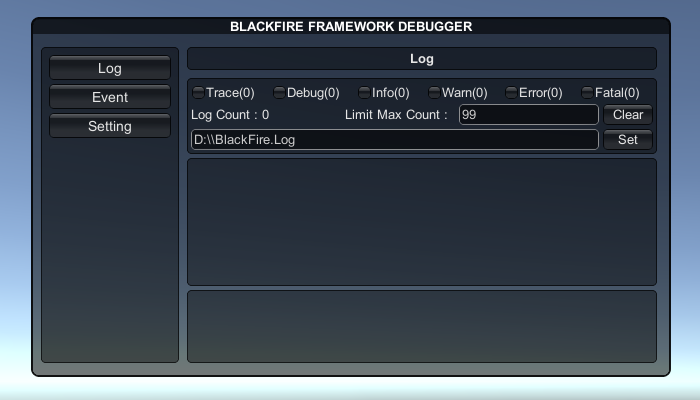 BLACKFIRE FRAMEWORK DEBUGGER
Log
Event
Setting
Log
Trace(0) Debug(0) Info(0) Warn(0) Error(0) Fatal(0)
Log Count : 0 Limit Max Count : 99 Clear
D:\\BlackFire.Log Set